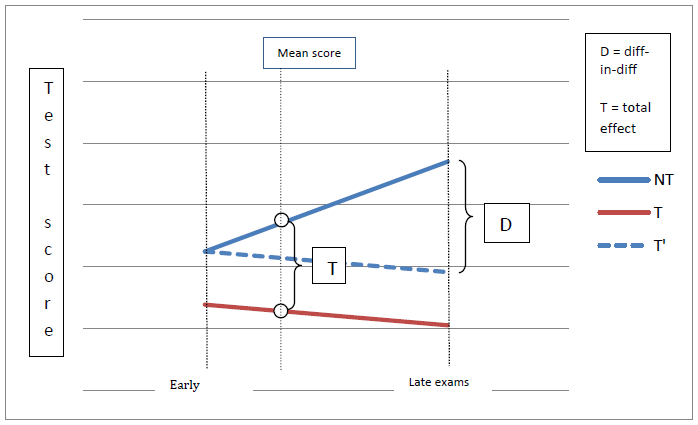 Mean score
D = diff-
in-diff
T = total
effect
T
e
s
t
s
c
o
r
e
NT
T
T'
D
T
Early
Late exams